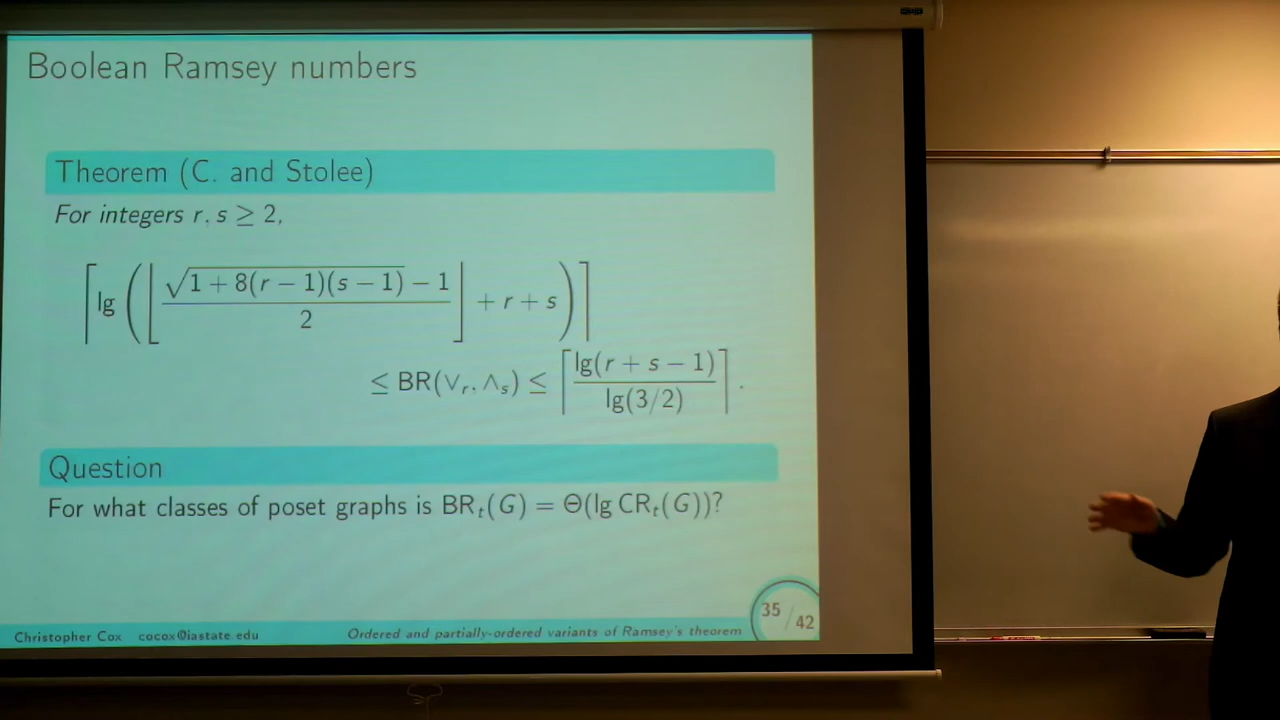 Boolean Ramsey numbers
Theorem (C. and Stolee)
For integers r, s ≥ 2,
⌈lg(⌊(√(1 + 8(r − 1)(s − 1)) − 1)/2⌋ + r + s)⌉
≤ BR(∨_r, ∧_s) ≤ ⌈lg(r + s − 1)/lg(3/2)⌉.
Question
For what classes of poset graphs is BR_t(G) = Θ(lg CR_t(G))?
35/42
Christopher Cox cocox@iastate.edu Ordered and partially-ordered variants of Ramsey's theorem